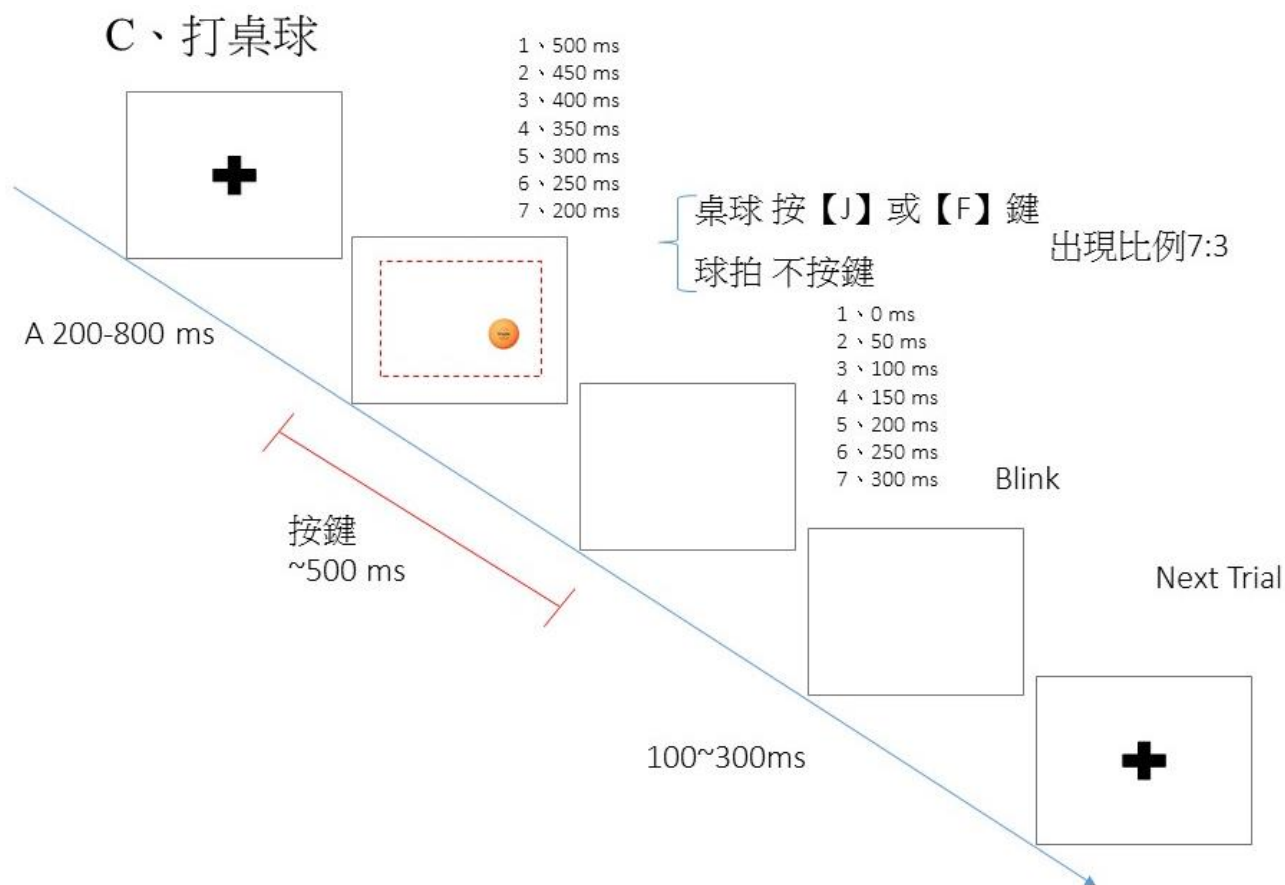 C、打桌球
1、500 ms
2、450 ms
3、400 ms
4、350 ms
5、300 ms
6、250 ms
7、200 ms
桌球 按【J】或【F】鍵
球拍 不按鍵
出現比例7:3
A 200-800 ms
1、0 ms
2、50 ms
3、100 ms
4、150 ms
5、200 ms
6、250 ms
7、300 ms
Blink
按鍵
~500 ms
Next Trial
100~300ms